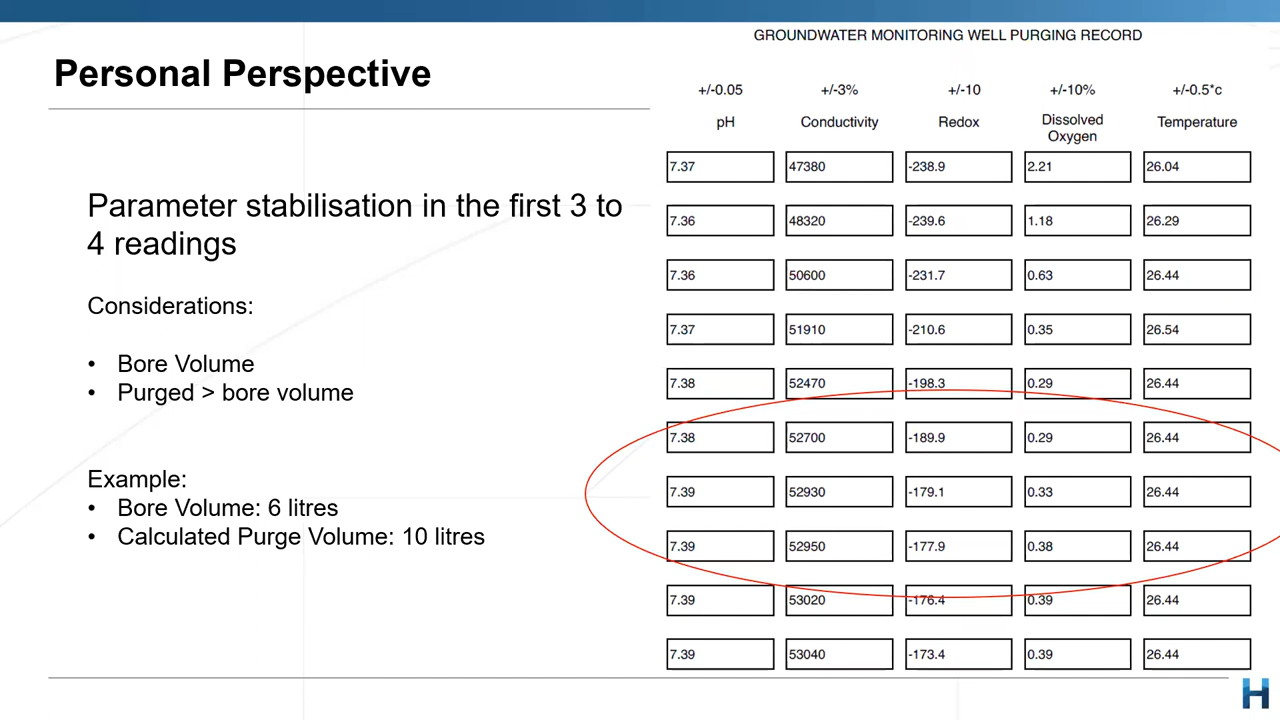 GROUNDWATER MONITORING WELL PURGING RECORD
Personal Perspective
Parameter stabilisation in the first 3 to
4 readings
Considerations:
• Bore Volume
• Purged > bore volume
Example:
• Bore Volume: 6 litres
• Calculated Purge Volume: 10 litres
+/-0.05 +/-3% +/-10 +/-10% +/-0.5*c
pH Conductivity Redox Dissolved Oxygen Temperature
7.37 47380 -238.9 2.21 26.04
7.36 48320 -239.6 1.18 26.29
7.36 50600 -231.7 0.63 26.44
7.37 51910 -210.6 0.35 26.54
7.38 52470 -198.3 0.29 26.44
7.38 52700 -189.9 0.29 26.44
7.39 52930 -179.1 0.33 26.44
7.39 52950 -177.9 0.38 26.44
7.39 53020 -176.4 0.39 26.44
7.39 53040 -173.4 0.39 26.44
H